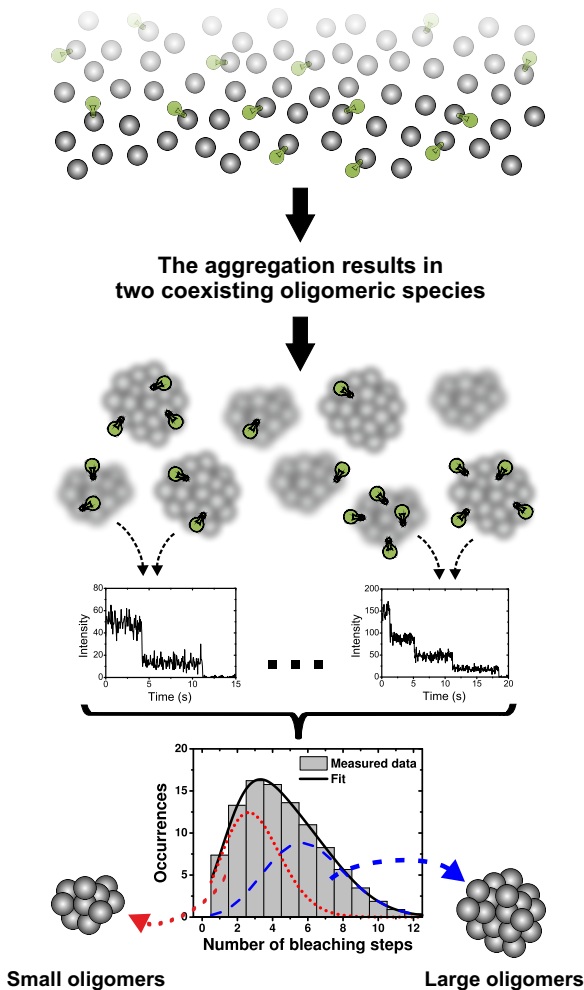 The aggregation results in
two coexisting oligomeric species
80
60
40
20
0
Intensity
0 5 10 15
Time (s)
200
150
100
50
0
Intensity
0 5 10 15 20
Time (s)
20
15
10
5
0
Occurrences
Measured data
Fit
0 2 4 6 8 10 12
Number of bleaching steps
Small oligomers
Large oligomers